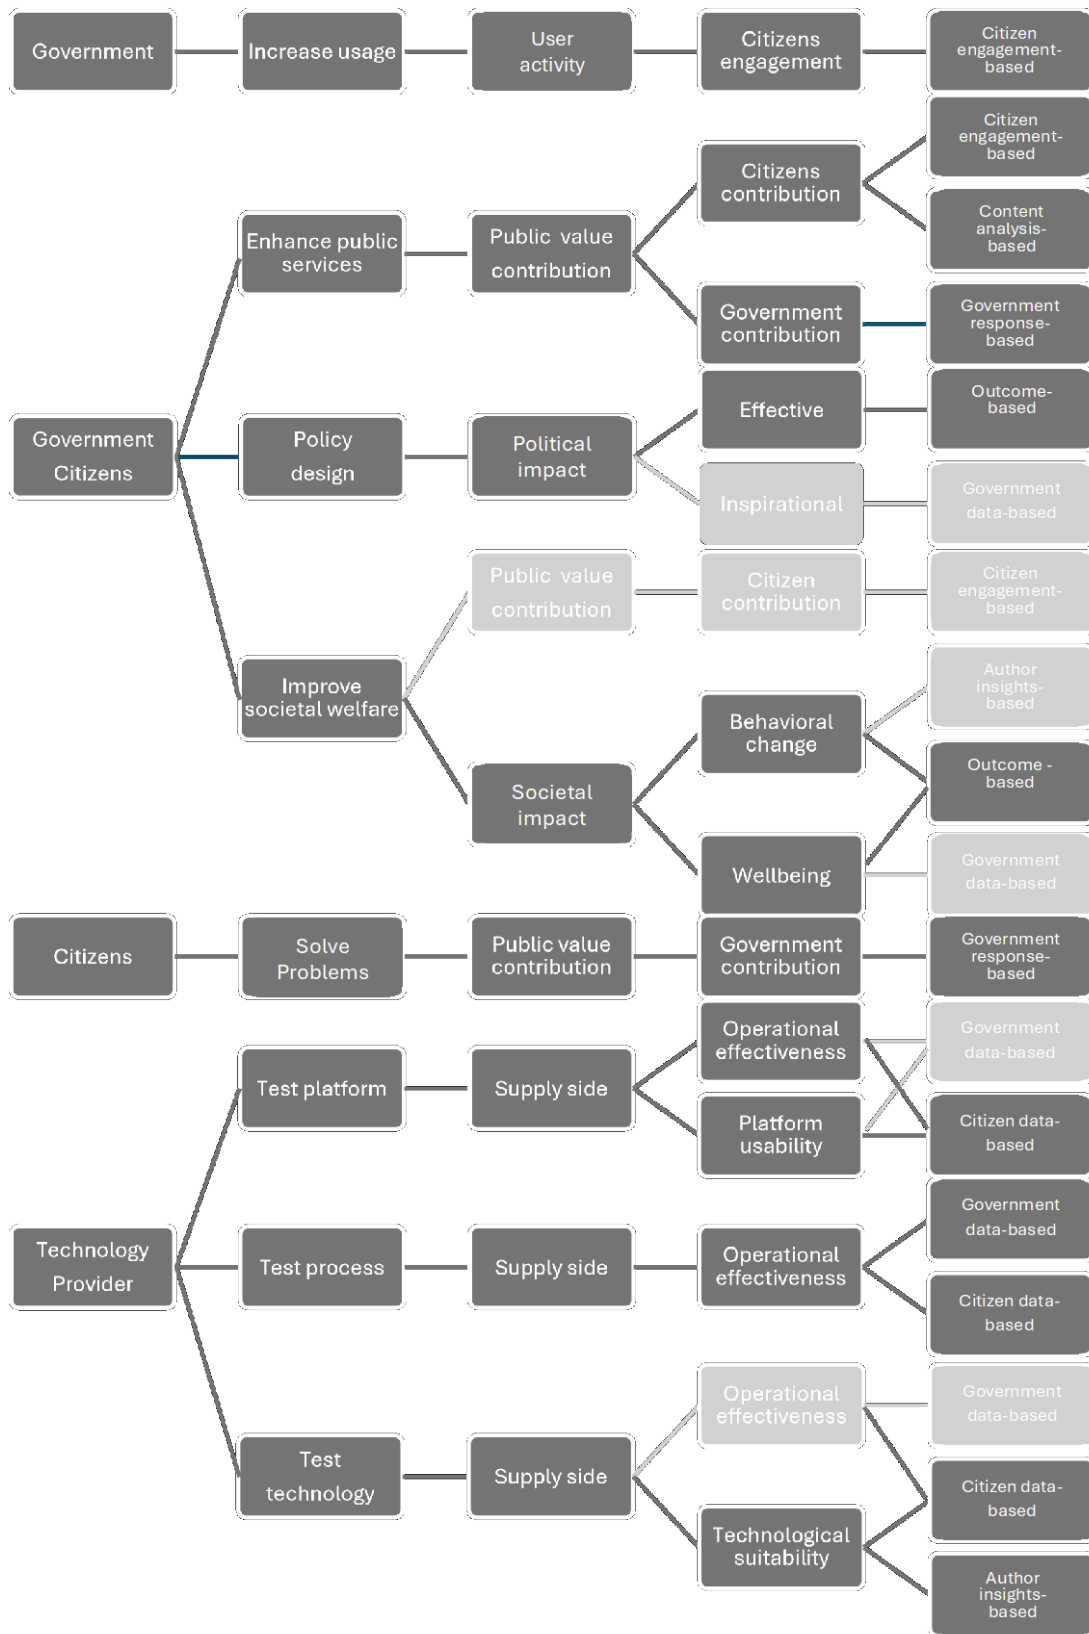 Government
Increase usage
User
activity
Citizens
engagement
Citizen
engagement-
based
Citizen
engagement-
based
Citizens
contribution
Content
analysis-
based
Enhance public
services
Public value
contribution
Government
contribution
Government
response-
based
Government
Citizens
Policy
design
Political
impact
Effective
Outcome-
based
Inspirational
Government
data-based
Public value
contribution
Citizen
contribution
Citizen
engagement-
based
Improve
societal welfare
Author
insights-
based
Behavioral
change
Outcome -
based
Societal
impact
Wellbeing
Government
data-based
Citizens
Solve
Problems
Public value
contribution
Government
contribution
Government
response-
based
Operational
effectiveness
Government
data-based
Test platform
Supply side
Platform
usability
Citizen data-
based
Government
data-based
Technology
Provider
Test process
Supply side
Operational
effectiveness
Citizen data-
based
Operational
effectiveness
Government
data-based
Test
technology
Supply side
Citizen data-
based
Technological
suitability
Author
insights-
based